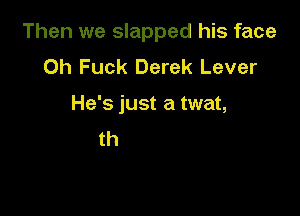 Then we slapped his face
Oh Fuck Derek Lever
He's just a twat,
th